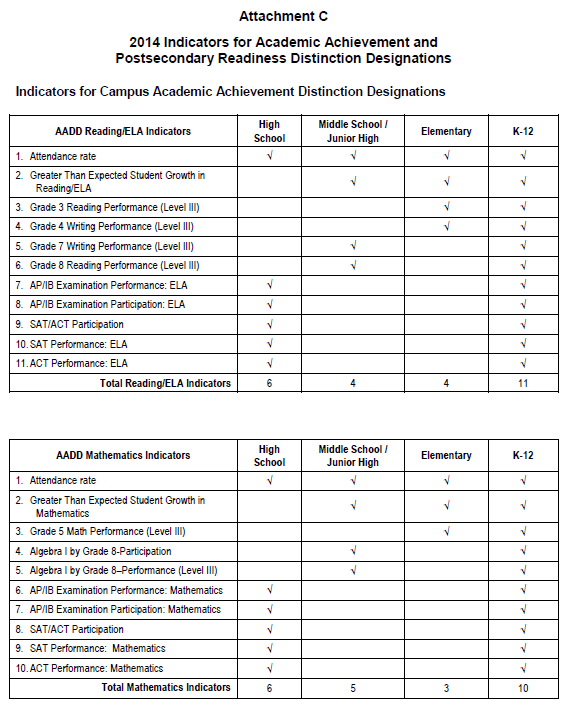 Attachment C
2014 Indicators for Academic Achievement and
Postsecondary Readiness Distinction Designations
Indicators for Campus Academic Achievement Distinction Designations
AADD Reading/ELA Indicators High School Middle School / Junior High Elementary K-12
1. Attendance rate √ √ √ √
2. Greater Than Expected Student Growth in Reading/ELA √ √ √
3. Grade 3 Reading Performance (Level III) √ √
4. Grade 4 Writing Performance (Level III) √ √
5. Grade 7 Writing Performance (Level III) √ √
6. Grade 8 Reading Performance (Level III) √ √
7. AP/IB Examination Performance: ELA √ √
8. AP/IB Examination Participation: ELA √ √
9. SAT/ACT Participation √ √
10. SAT Performance: ELA √ √
11. ACT Performance: ELA √ √
Total Reading/ELA Indicators 6 4 4 11
AADD Mathematics Indicators High School Middle School / Junior High Elementary K-12
1. Attendance rate √ √ √ √
2. Greater Than Expected Student Growth in Mathematics √ √ √
3. Grade 5 Math Performance (Level III) √ √
4. Algebra I by Grade 8-Participation √ √
5. Algebra I by Grade 8–Performance (Level III) √ √
6. AP/IB Examination Performance: Mathematics √ √
7. AP/IB Examination Participation: Mathematics √ √
8. SAT/ACT Participation √ √
9. SAT Performance: Mathematics √ √
10. ACT Performance: Mathematics √ √
Total Mathematics Indicators 6 5 3 10